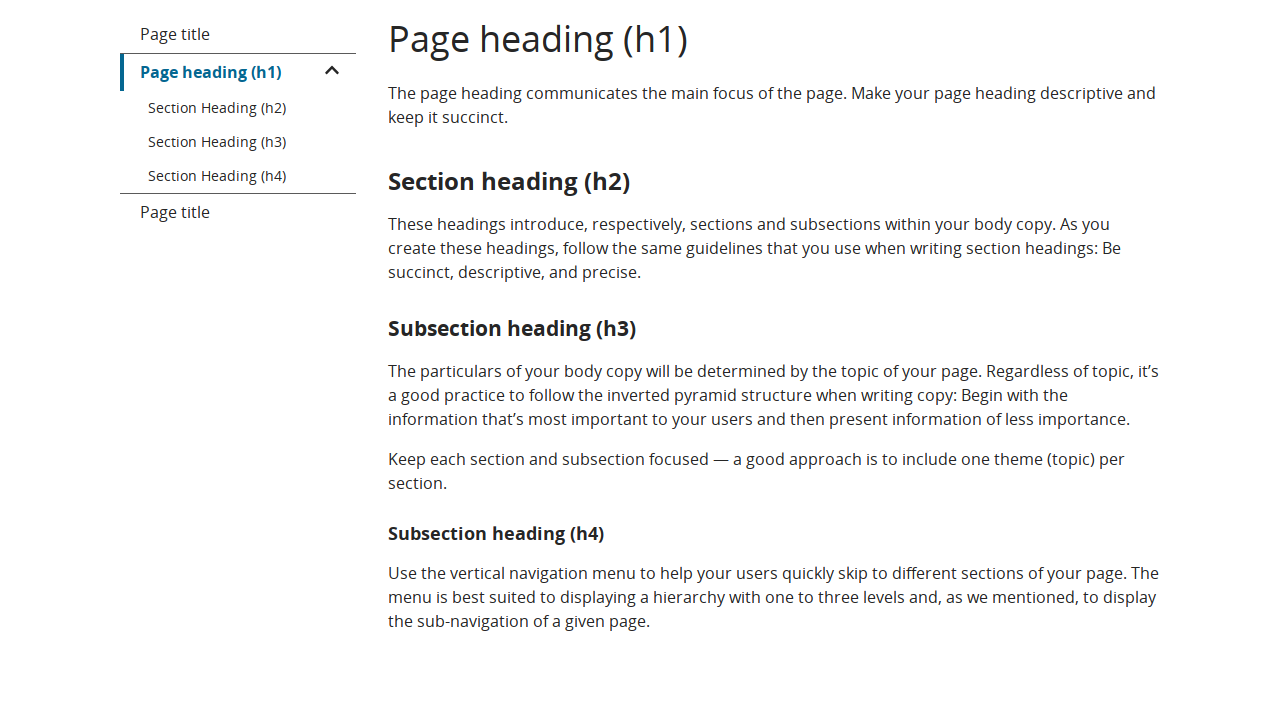 Page title
Page heading (h1)
Section Heading (h2)
Section Heading (h3)
Section Heading (h4)
Page title
Page heading (h1)
The page heading communicates the main focus of the page. Make your page heading descriptive and
keep it succinct.
Section heading (h2)
These headings introduce, respectively, sections and subsections within your body copy. As you
create these headings, follow the same guidelines that you use when writing section headings: Be
succinct, descriptive, and precise.
Subsection heading (h3)
The particulars of your body copy will be determined by the topic of your page. Regardless of topic, it’s
a good practice to follow the inverted pyramid structure when writing copy: Begin with the
information that’s most important to your users and then present information of less importance.
Keep each section and subsection focused — a good approach is to include one theme (topic) per
section.
Subsection heading (h4)
Use the vertical navigation menu to help your users quickly skip to different sections of your page. The
menu is best suited to displaying a hierarchy with one to three levels and, as we mentioned, to display
the sub-navigation of a given page.